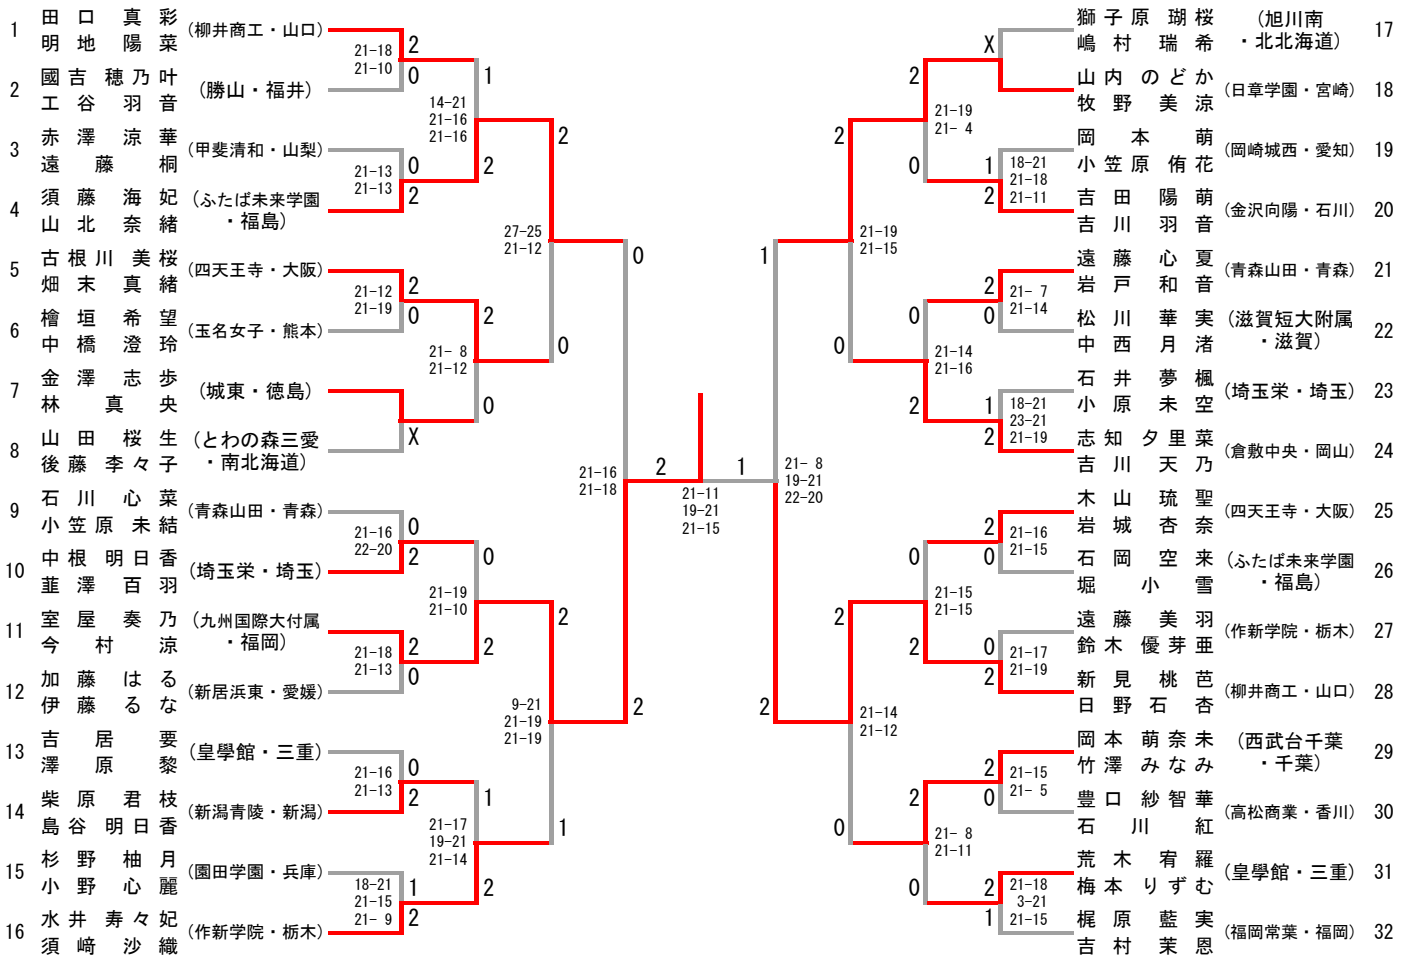 1 田口 真彩 (柳井商工・山口)
明地 陽菜
2 國吉 穂乃叶 (勝山・福井)
工谷 羽音
3 赤澤 涼華 (甲斐清和・山梨)
遠藤 桐
4 須藤 海妃 (ふたば未来学園・福島)
山北 奈緒
5 古根川 美桜 (四天王寺・大阪)
畑末 真緒
6 檜垣 希望 (玉名女子・熊本)
中橋 澄玲
7 金澤 志歩 (城東・徳島)
林 真央
8 山田 桜生 (とわの森三愛・南北海道)
後藤 李々子
9 石川 心菜 (青森山田・青森)
小笠原 未結
10 中根 明日香 (埼玉栄・埼玉)
韮澤 百羽
11 室屋 奏乃 (九州国際大付属・福岡)
今村 涼
12 加藤 はる (新居浜東・愛媛)
伊藤 るな
13 吉居 要 (皇學館・三重)
澤原 黎
14 柴原 君枝 (新潟青陵・新潟)
島谷 明日香
15 杉野 柚月 (園田学園・兵庫)
小野 心麗
16 水井 寿々妃 (作新学院・栃木)
須﨑 沙織
21-18
21-10
2
0
21-13
21-13
0
2
21-12
21-19
2
0
X
21-16
22-20
0
2
21-18
21-13
2
0
21-16
21-13
0
2
18-21
21-15
21- 9
1
2
14-21
21-16
21-16
1
2
21- 8
21-12
2
0
21-19
21-10
0
2
21-17
19-21
21-14
1
2
27-25
21-12
2
0
9-21
21-19
21-19
2
1
21-16
21-18
0
2
2
1
21-11
19-21
21-15
21- 8
19-21
22-20
1
2
21-19
21-15
2
0
21-14
21-12
2
0
21-19
21- 4
2
0
21-14
21-16
0
2
21-15
21-15
0
2
21- 8
21-11
2
0
X
18-21
21-18
21-11
1
2
21- 7
21-14
2
0
18-21
23-21
21-19
1
2
21-16
21-15
2
0
21-17
21-19
0
2
21-15
21- 5
2
0
21-18
3-21
21-15
2
1
獅子原 瑚桜 (旭川南・北北海道) 17
嶋村 瑞希
山内 のどか (日章学園・宮崎) 18
牧野 美涼
岡本 萌 (岡崎城西・愛知) 19
小笠原 侑花
吉田 陽萌 (金沢向陽・石川) 20
吉川 羽音
遠藤 心夏 (青森山田・青森) 21
岩戸 和音
松川 華実 (滋賀短大附属・滋賀) 22
中西 月渚
石井 夢楓 (埼玉栄・埼玉) 23
小原 未空
志知 夕里菜 (倉敷中央・岡山) 24
吉川 天乃
木山 琉聖 (四天王寺・大阪) 25
岩城 杏奈
石岡 空来 (ふたば未来学園・福島) 26
堀 小雪
遠藤 美羽 (作新学院・栃木) 27
鈴木 優芽亜
新見 桃芭 (柳井商工・山口) 28
日野石 杏
岡本 萌奈未 (西武台千葉・千葉) 29
竹澤 みなみ
豊口 紗智華 (高松商業・香川) 30
石川 紅
荒木 宥羅 (皇學館・三重) 31
梅本 りずむ
梶原 藍実 (福岡常葉・福岡) 32
吉村 茉恩